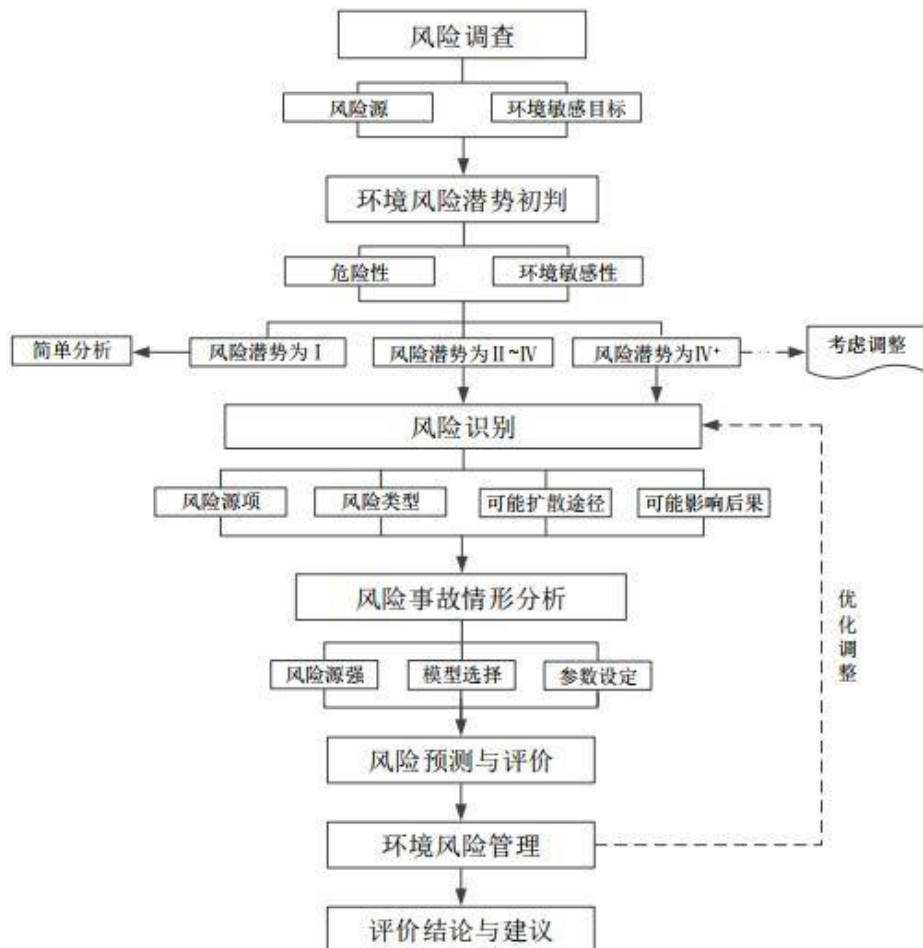 风险调查
风险源
环境敏感目标
环境风险潜势初判
危险性
环境敏感性
简单分析
风险潜势为Ⅰ
风险潜势为Ⅱ~Ⅳ
风险潜势为Ⅳ⁺
考虑调整
风险识别
风险源项
风险类型
可能扩散途径
可能影响后果
风险事故情形分析
优化调整
风险源强
模型选择
参数设定
风险预测与评价
环境风险管理
评价结论与建议